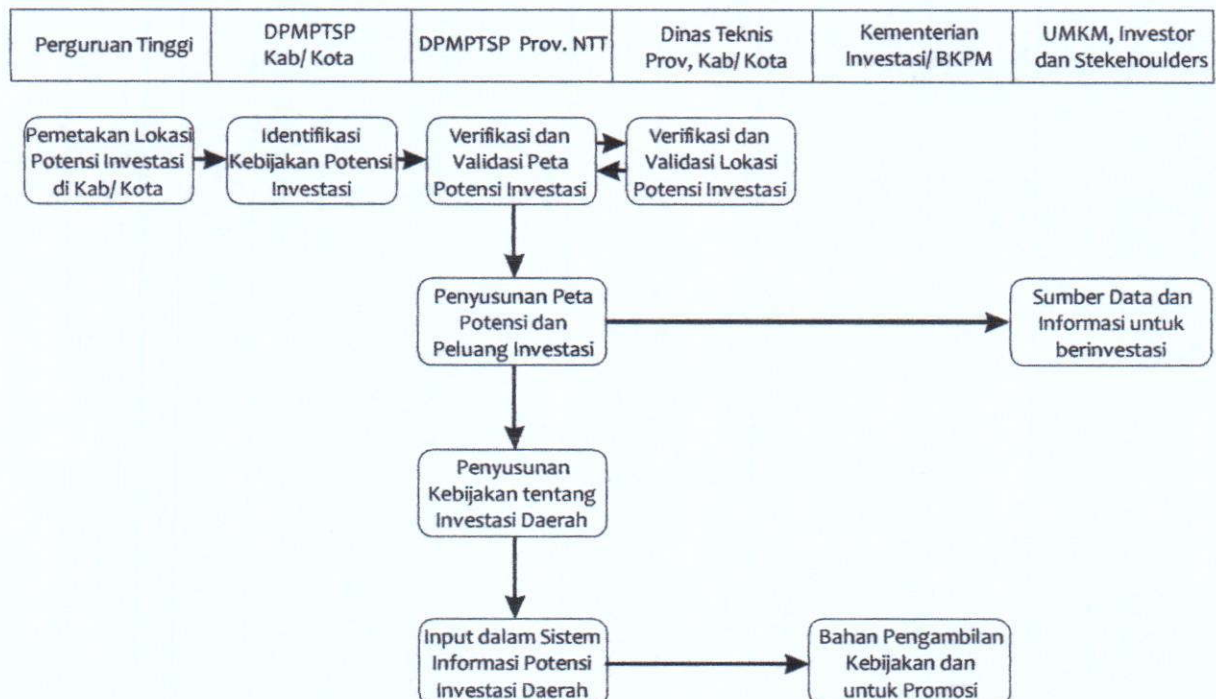 Perguruan Tinggi
DPMPTSP
Kab/ Kota
DPMPTSP Prov. NTT
Dinas Teknis
Prov, Kab/ Kota
Kementerian
Investasi/ BKPM
UMKM, Investor
dan Stekehoulders
Pemetakan Lokasi
Potensi Investasi
di Kab/ Kota
Identifikasi
Kebijakan Potensi
Investasi
Verifikasi dan
Validasi Peta
Potensi Investasi
Verifikasi dan
Validasi Lokasi
Potensi Investasi
Penyusunan Peta
Potensi dan
Peluang Investasi
Sumber Data dan
Informasi untuk
berinvestasi
Penyusunan
Kebijakan tentang
Investasi Daerah
Input dalam Sistem
Informasi Potensi
Investasi Daerah
Bahan Pengambilan
Kebijakan dan
untuk Promosi